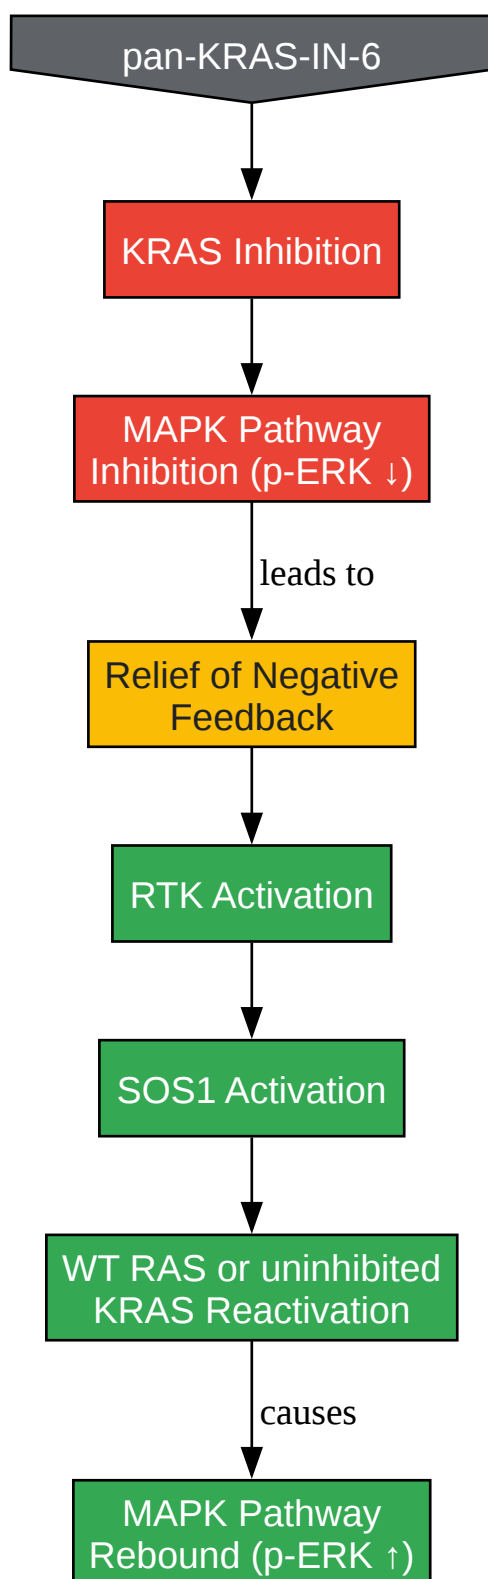 pan-KRAS-IN-6
KRAS Inhibition
MAPK Pathway
Inhibition (p-ERK ↓)
leads to
Relief of Negative
Feedback
RTK Activation
SOS1 Activation
WT RAS or uninhibited
KRAS Reactivation
causes
MAPK Pathway
Rebound (p-ERK ↑)